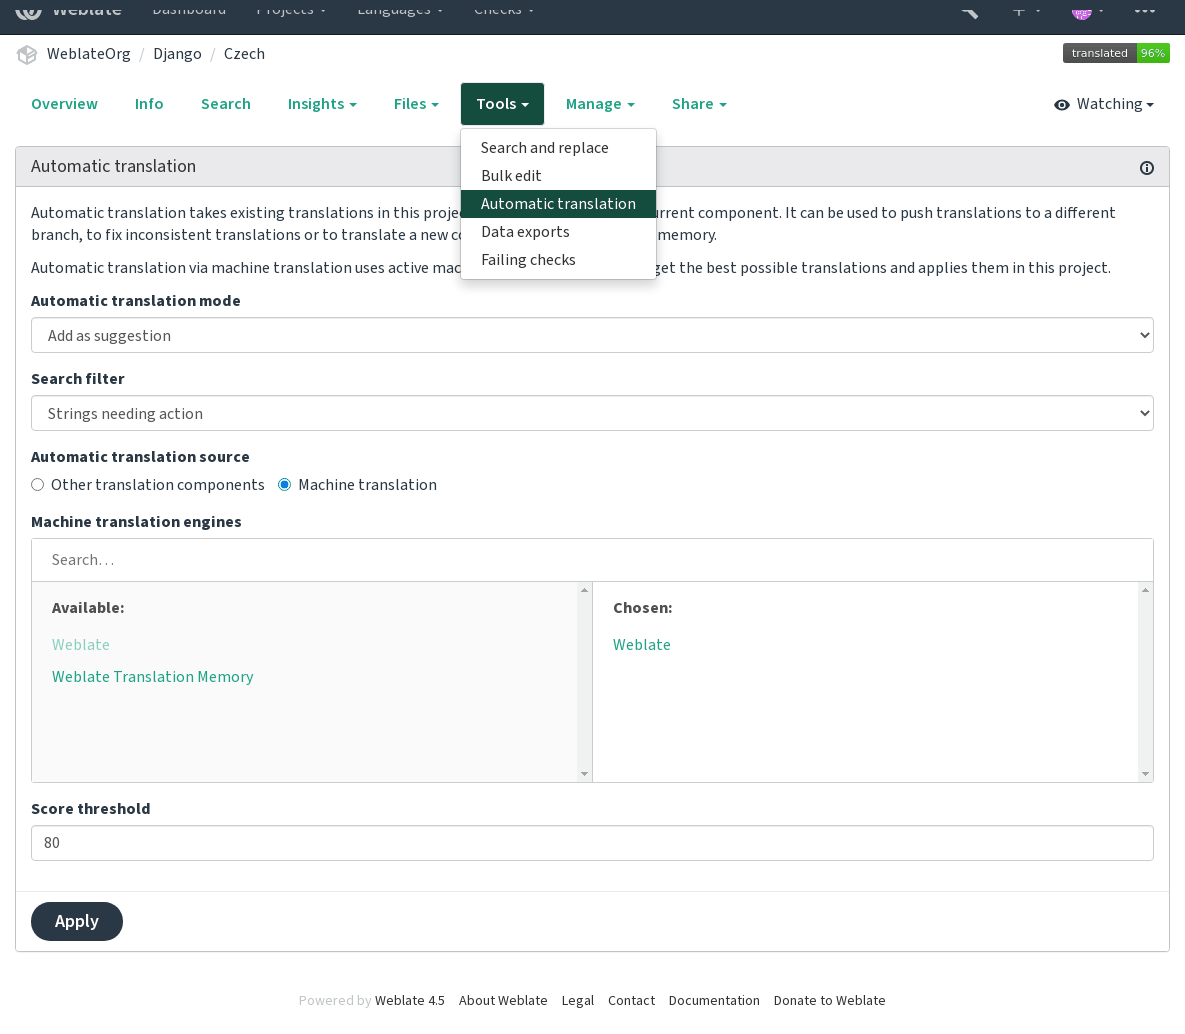 Weblate Dashboard Projects Languages Checks
WeblateOrg / Django / Czech
translated 96%
Overview Info Search Insights Files Tools Manage Share Watching
Search and replace
Bulk edit
Automatic translation
Data exports
Failing checks
Automatic translation
Automatic translation takes existing translations in this projec rrent component. It can be used to push translations to a different
branch, to fix inconsistent translations or to translate a new co memory.
Automatic translation via machine translation uses active mac get the best possible translations and applies them in this project.
Automatic translation mode
Add as suggestion
Search filter
Strings needing action
Automatic translation source
Other translation components Machine translation
Machine translation engines
Search…
Available:
Weblate
Weblate Translation Memory
Chosen:
Weblate
Score threshold
80
Apply
Powered by Weblate 4.5 About Weblate Legal Contact Documentation Donate to Weblate